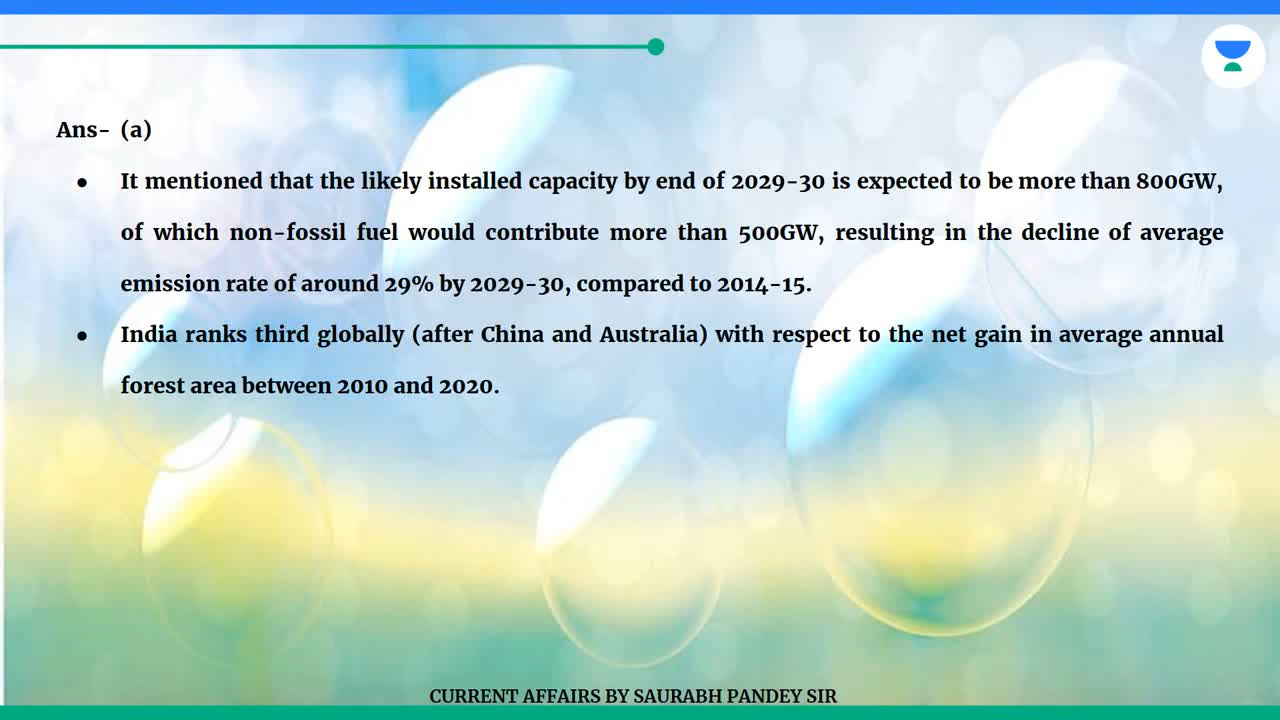 Ans- (a)
● It mentioned that the likely installed capacity by end of 2029-30 is expected to be more than 800GW,
of which non-fossil fuel would contribute more than 500GW, resulting in the decline of average
emission rate of around 29% by 2029-30, compared to 2014-15.
● India ranks third globally (after China and Australia) with respect to the net gain in average annual
forest area between 2010 and 2020.
CURRENT AFFAIRS BY SAURABH PANDEY SIR